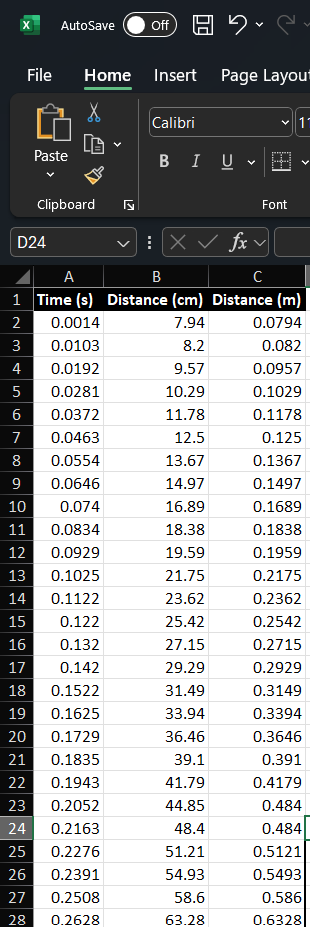 X AutoSave Off
File Home Insert Page Layou
Calibri 1
Paste B I U
Clipboard Font
D24 fx
A B C
1 Time (s) Distance (cm) Distance (m)
2 0.0014 7.94 0.0794
3 0.0103 8.2 0.082
4 0.0192 9.57 0.0957
5 0.0281 10.29 0.1029
6 0.0372 11.78 0.1178
7 0.0463 12.5 0.125
8 0.0554 13.67 0.1367
9 0.0646 14.97 0.1497
10 0.074 16.89 0.1689
11 0.0834 18.38 0.1838
12 0.0929 19.59 0.1959
13 0.1025 21.75 0.2175
14 0.1122 23.62 0.2362
15 0.122 25.42 0.2542
16 0.132 27.15 0.2715
17 0.142 29.29 0.2929
18 0.1522 31.49 0.3149
19 0.1625 33.94 0.3394
20 0.1729 36.46 0.3646
21 0.1835 39.1 0.391
22 0.1943 41.79 0.4179
23 0.2052 44.85 0.484
24 0.2163 48.4 0.484
25 0.2276 51.21 0.5121
26 0.2391 54.93 0.5493
27 0.2508 58.6 0.586
28 0.2628 63.28 0.6328